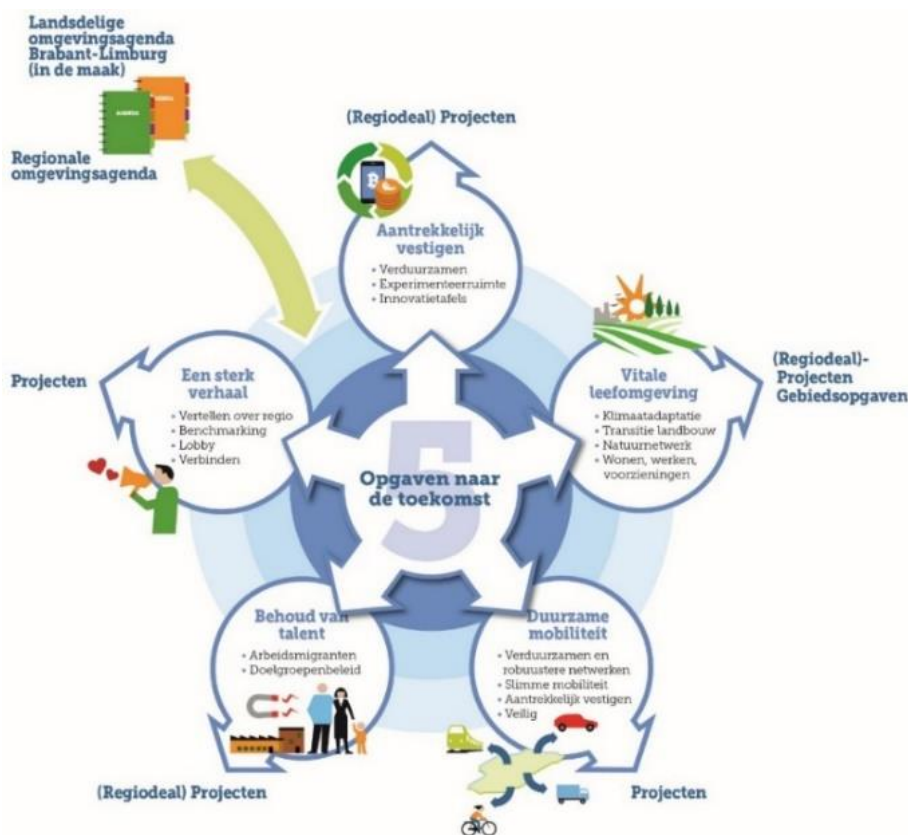 Landsdelige
omgevingsagenda
Brabant-Limburg
(in de maak)
AGENDA
Regionale
omgevingsagenda
(Regiodeal) Projecten
Aantrekkelijk
vestigen
• Verduurzamen
• Experimenteerruimte
• Innovatietafels
Projecten
Een sterk
verhaal
• Vertellen over regio
• Benchmarking
• Lobby
• Verbinden
Vitale
leefomgeving
• Klimaatadaptatie
• Transitie landbouw
• Natuurnetwerk
• Wonen, werken,
voorzieningen
(Regiodeal)-
Projecten
Gebiedsopgaven
5
Opgaven naar
de toekomst
Behoud van
talent
• Arbeidsmigranten
• Doelgroepenbeleid
(Regiodeal) Projecten
Duurzame
mobiliteit
• Verduurzamen en
robuustere netwerken
• Slimme mobiliteit
• Aantrekkelijk vestigen
• Veilig
Projecten